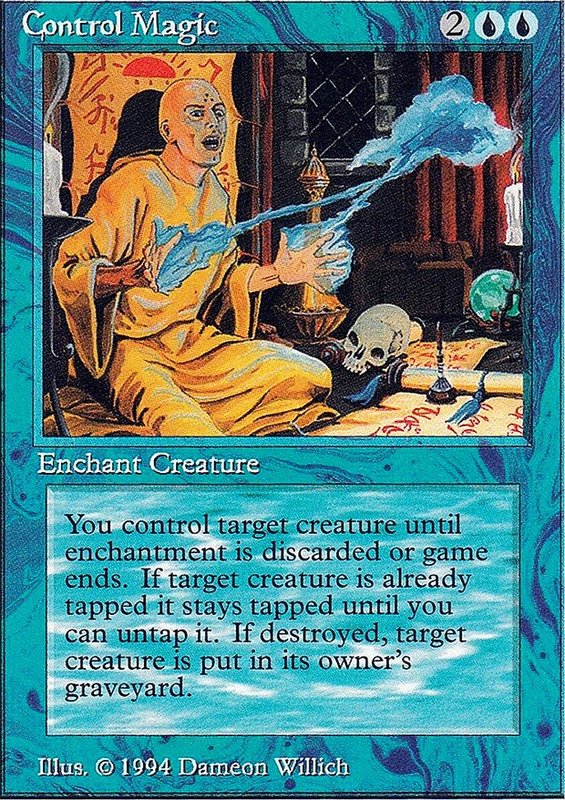 Control Magic 2
Enchant Creature
You control target creature until
enchantment is discarded or game
ends. If target creature is already
tapped it stays tapped until you
can untap it. If destroyed, target
creature is put in its owner's
graveyard.
Illus. © 1994 Dameon Willich